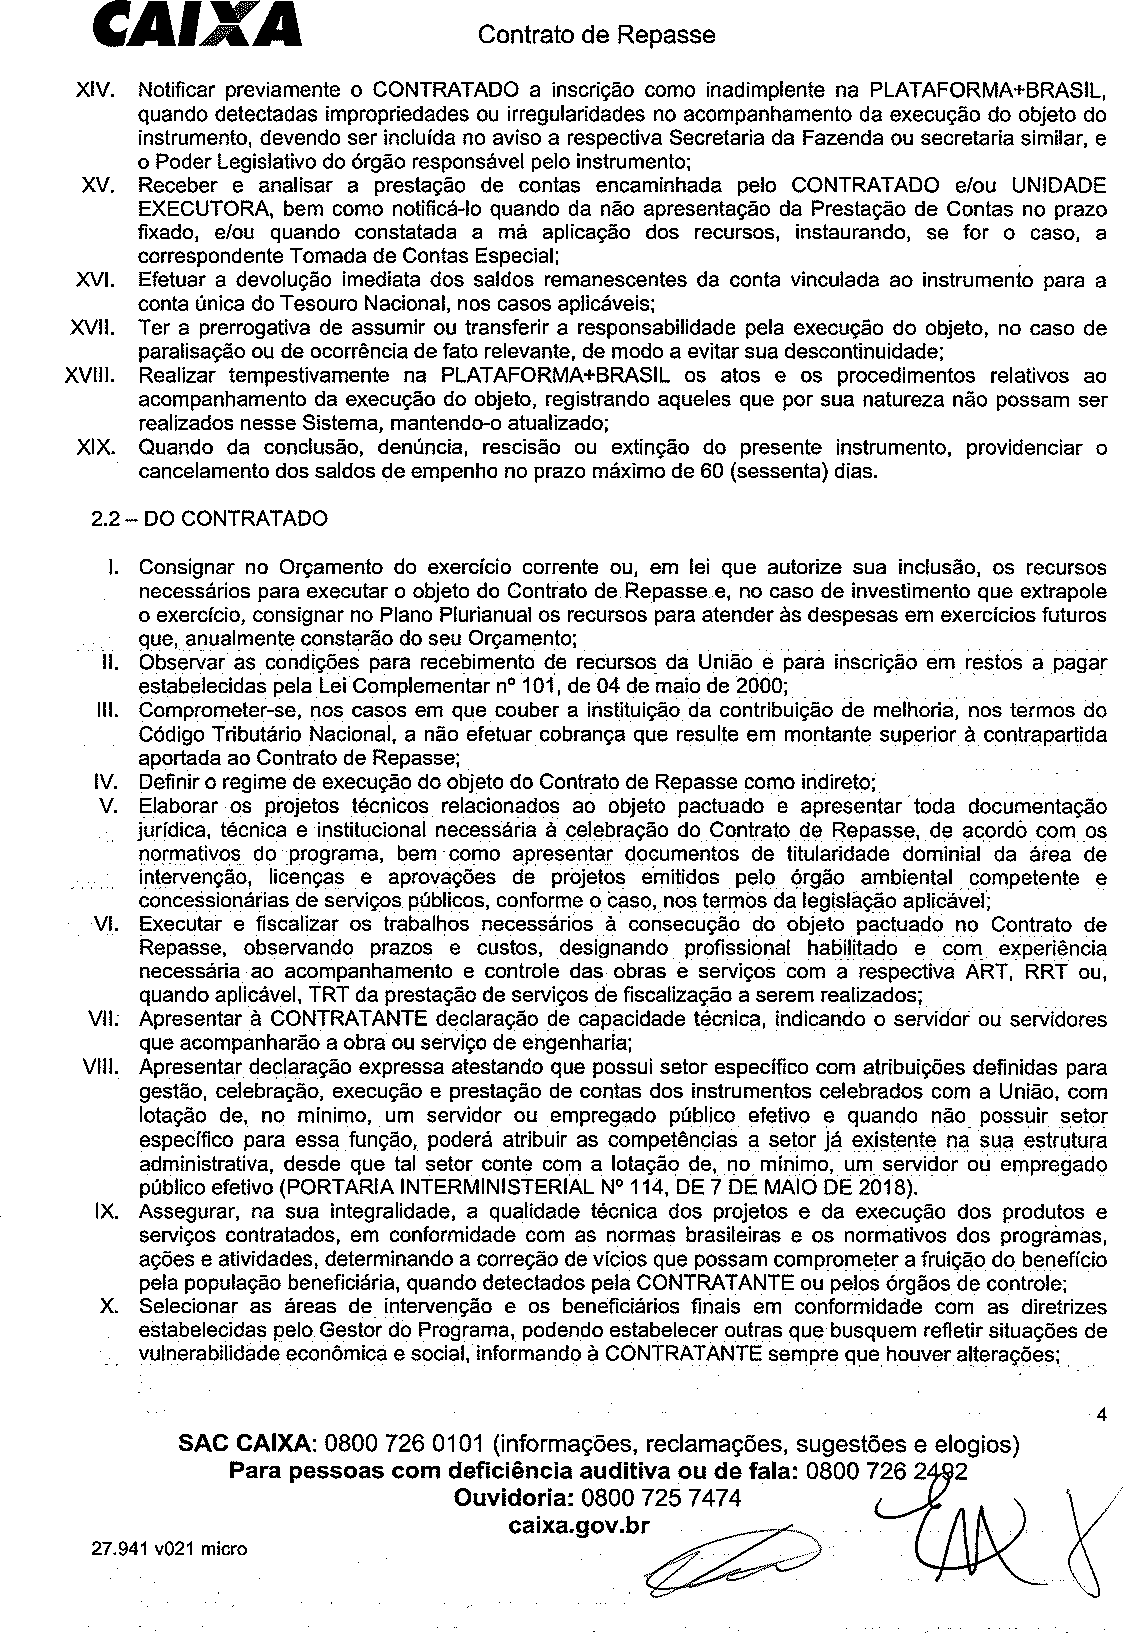 CAIXA
Contrato de Repasse
XIV. Notificar previamente o CONTRATADO a inscrição como inadimplente na PLATAFORMA+BRASIL,
quando detectadas impropriedades ou irregularidades no acompanhamento da execução do objeto do
instrumento, devendo ser incluída no aviso a respectiva Secretaria da Fazenda ou secretaria similar, e
o Poder Legislativo do órgão responsável pelo instrumento;
XV. Receber e analisar a prestação de contas encaminhada pelo CONTRATADO e/ou UNIDADE
EXECUTORA, bem como notificá-lo quando da não apresentação da Prestação de Contas no prazo
fixado, e/ou quando constatada a má aplicação dos recursos, instaurando, se for o caso, a
correspondente Tomada de Contas Especial;
XVI. Efetuar a devolução imediata dos saldos remanescentes da conta vinculada ao instrumento para a
conta única do Tesouro Nacional, nos casos aplicáveis;
XVII. Ter a prerrogativa de assumir ou transferir a responsabilidade pela execução do objeto, no caso de
paralisação ou de ocorrência de fato relevante, de modo a evitar sua descontinuidade;
XVIII. Realizar tempestivamente na PLATAFORMA+BRASIL os atos e os procedimentos relativos ao
acompanhamento da execução do objeto, registrando aqueles que por sua natureza não possam ser
realizados nesse Sistema, mantendo-o atualizado;
XIX. Quando da conclusão, denúncia, rescisão ou extinção do presente instrumento, providenciar o
cancelamento dos saldos de empenho no prazo máximo de 60 (sessenta) dias.
2.2 – DO CONTRATADO
I. Consignar no Orçamento do exercício corrente ou, em lei que autorize sua inclusão, os recursos
necessários para executar o objeto do Contrato de Repasse e, no caso de investimento que extrapole
o exercício, consignar no Plano Plurianual os recursos para atender às despesas em exercícios futuros
que, anualmente constarão do seu Orçamento;
II. Observar as condições para recebimento de recursos da União e para inscrição em restos a pagar
estabelecidas pela Lei Complementar nº 101, de 04 de maio de 2000;
III. Comprometer-se, nos casos em que couber a instituição da contribuição de melhoria, nos termos do
Código Tributário Nacional, a não efetuar cobrança que resulte em montante superior à contrapartida
aportada ao Contrato de Repasse;
IV. Definir o regime de execução do objeto do Contrato de Repasse como indireto;
V. Elaborar os projetos técnicos relacionados ao objeto pactuado e apresentar toda documentação
jurídica, técnica e institucional necessária à celebração do Contrato de Repasse, de acordo com os
normativos do programa, bem como apresentar documentos de titularidade dominial da área de
intervenção, licenças e aprovações de projetos emitidos pelo órgão ambiental competente e
concessionárias de serviços públicos, conforme o caso, nos termos da legislação aplicável;
VI. Executar e fiscalizar os trabalhos necessários à consecução do objeto pactuado no Contrato de
Repasse, observando prazos e custos, designando profissional habilitado e com experiência
necessária ao acompanhamento e controle das obras e serviços com a respectiva ART, RRT ou,
quando aplicável, TRT da prestação de serviços de fiscalização a serem realizados;
VII. Apresentar à CONTRATANTE declaração de capacidade técnica, indicando o servidor ou servidores
que acompanharão a obra ou serviço de engenharia;
VIII. Apresentar declaração expressa atestando que possui setor específico com atribuições definidas para
gestão, celebração, execução e prestação de contas dos instrumentos celebrados com a União, com
lotação de, no mínimo, um servidor ou empregado público efetivo e quando não possuir setor
específico para essa função, poderá atribuir as competências a setor já existente na sua estrutura
administrativa, desde que tal setor conte com a lotação de, no mínimo, um servidor ou empregado
público efetivo (PORTARIA INTERMINISTERIAL Nº 114, DE 7 DE MAIO DE 2018).
IX. Assegurar, na sua integralidade, a qualidade técnica dos projetos e da execução dos produtos e
serviços contratados, em conformidade com as normas brasileiras e os normativos dos programas,
ações e atividades, determinando a correção de vícios que possam comprometer a fruição do benefício
pela população beneficiária, quando detectados pela CONTRATANTE ou pelos órgãos de controle;
X. Selecionar as áreas de intervenção e os beneficiários finais em conformidade com as diretrizes
estabelecidas pelo Gestor do Programa, podendo estabelecer outras que busquem refletir situações de
vulnerabilidade econômica e social, informando à CONTRATANTE sempre que houver alterações;
4
SAC CAIXA: 0800 726 0101 (informações, reclamações, sugestões e elogios)
Para pessoas com deficiência auditiva ou de fala: 0800 726 2492
Ouvidoria: 0800 725 7474
caixa.gov.br
27.941 v021 micro